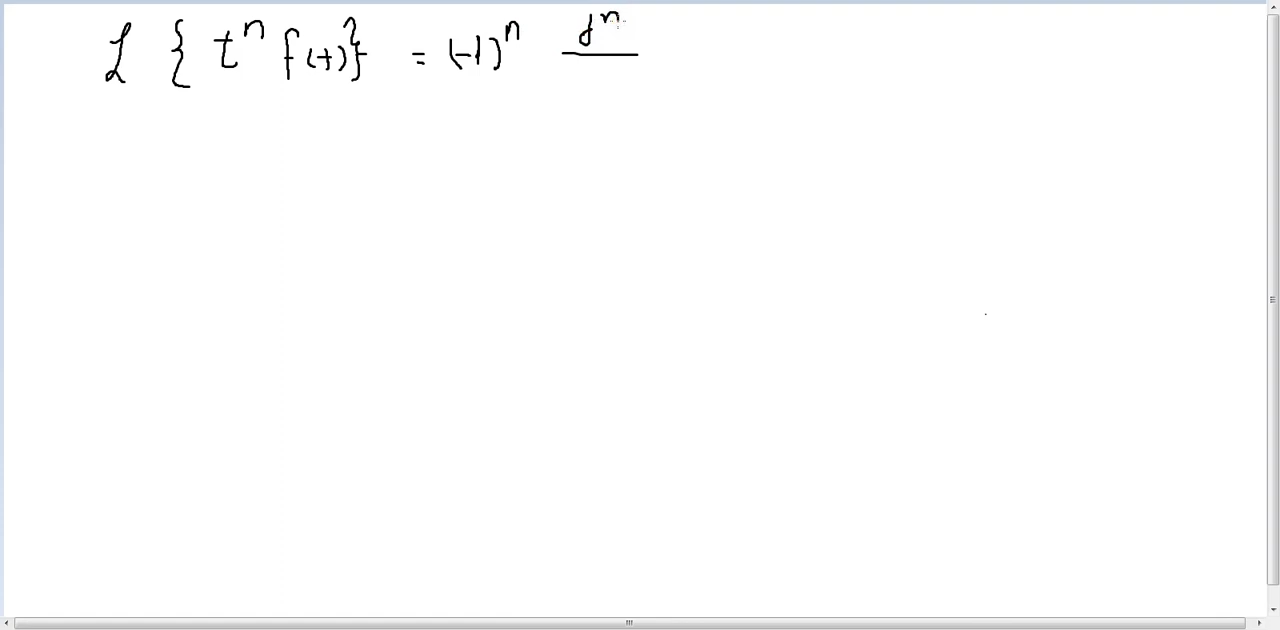 ℒ { tⁿ f(t)} = (-1)ⁿ dⁿ